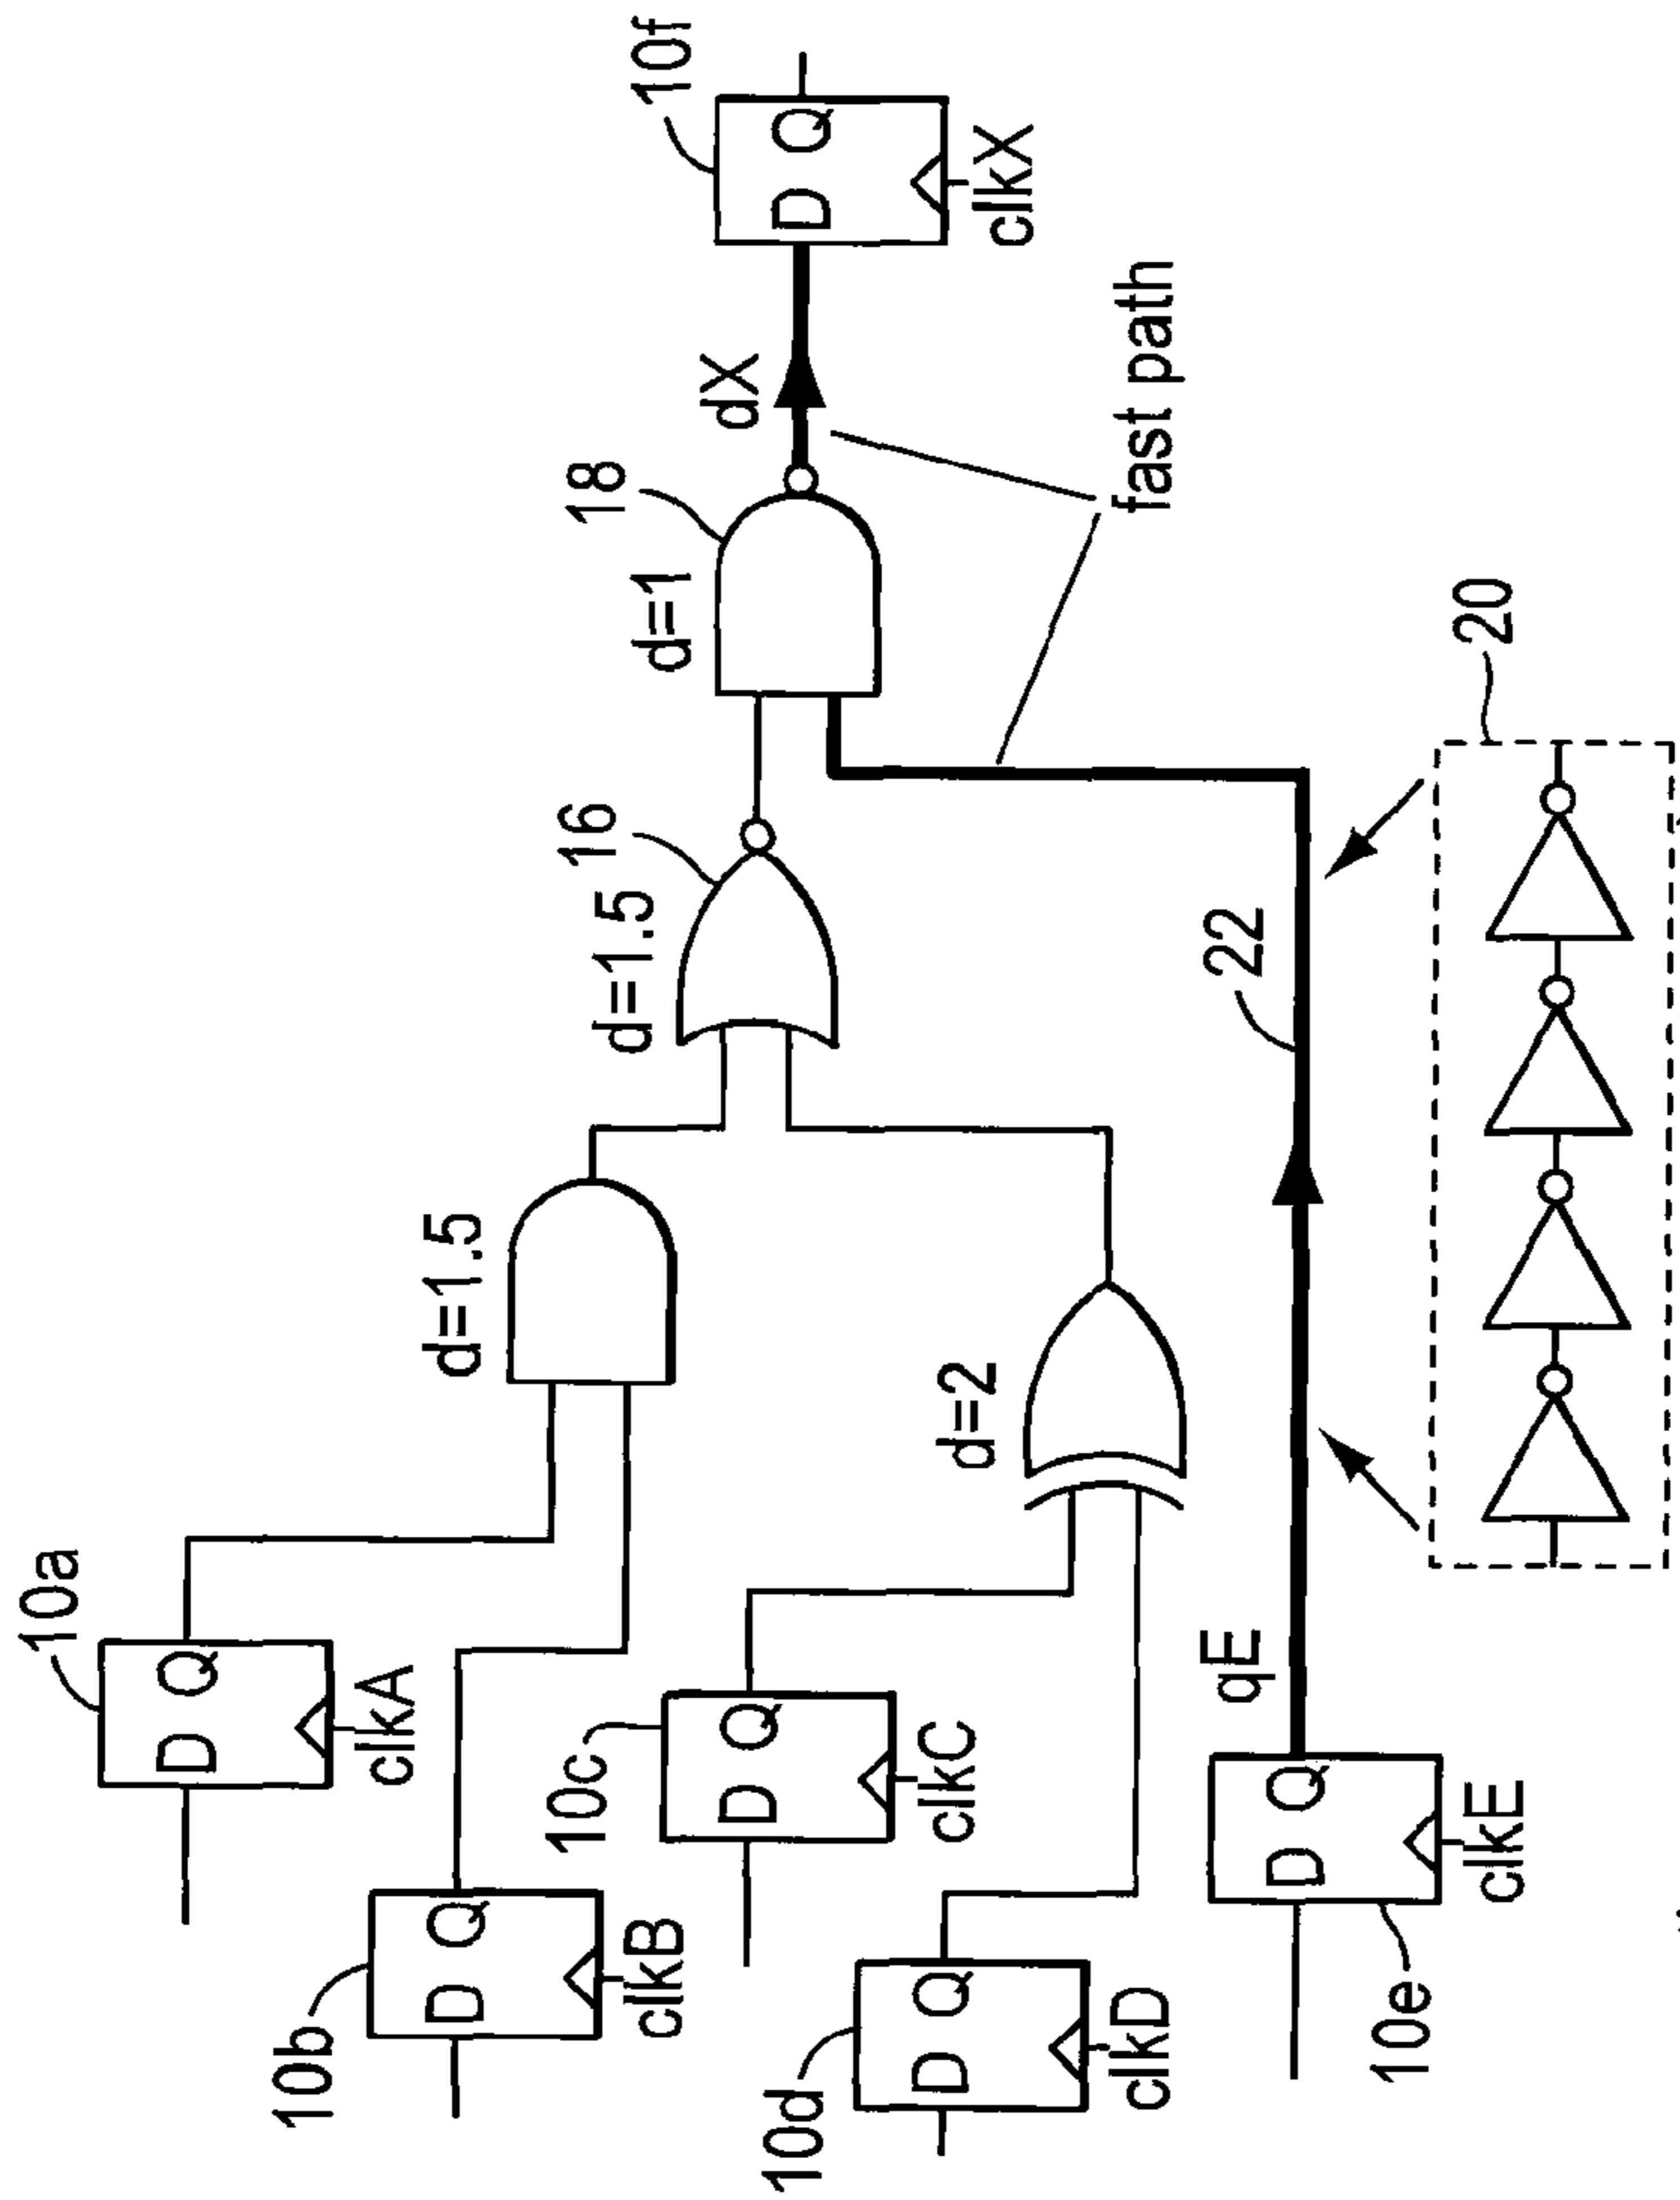 10a
D Q
clkA
10b
D Q
clkB
d=1.5
10c
D Q
clkC
10d
D Q
clkD
d=2
d=1.5
16
d=1
18
dX
10f
D Q
clkX
fast path
qE
22
D Q
clkE
10e
20